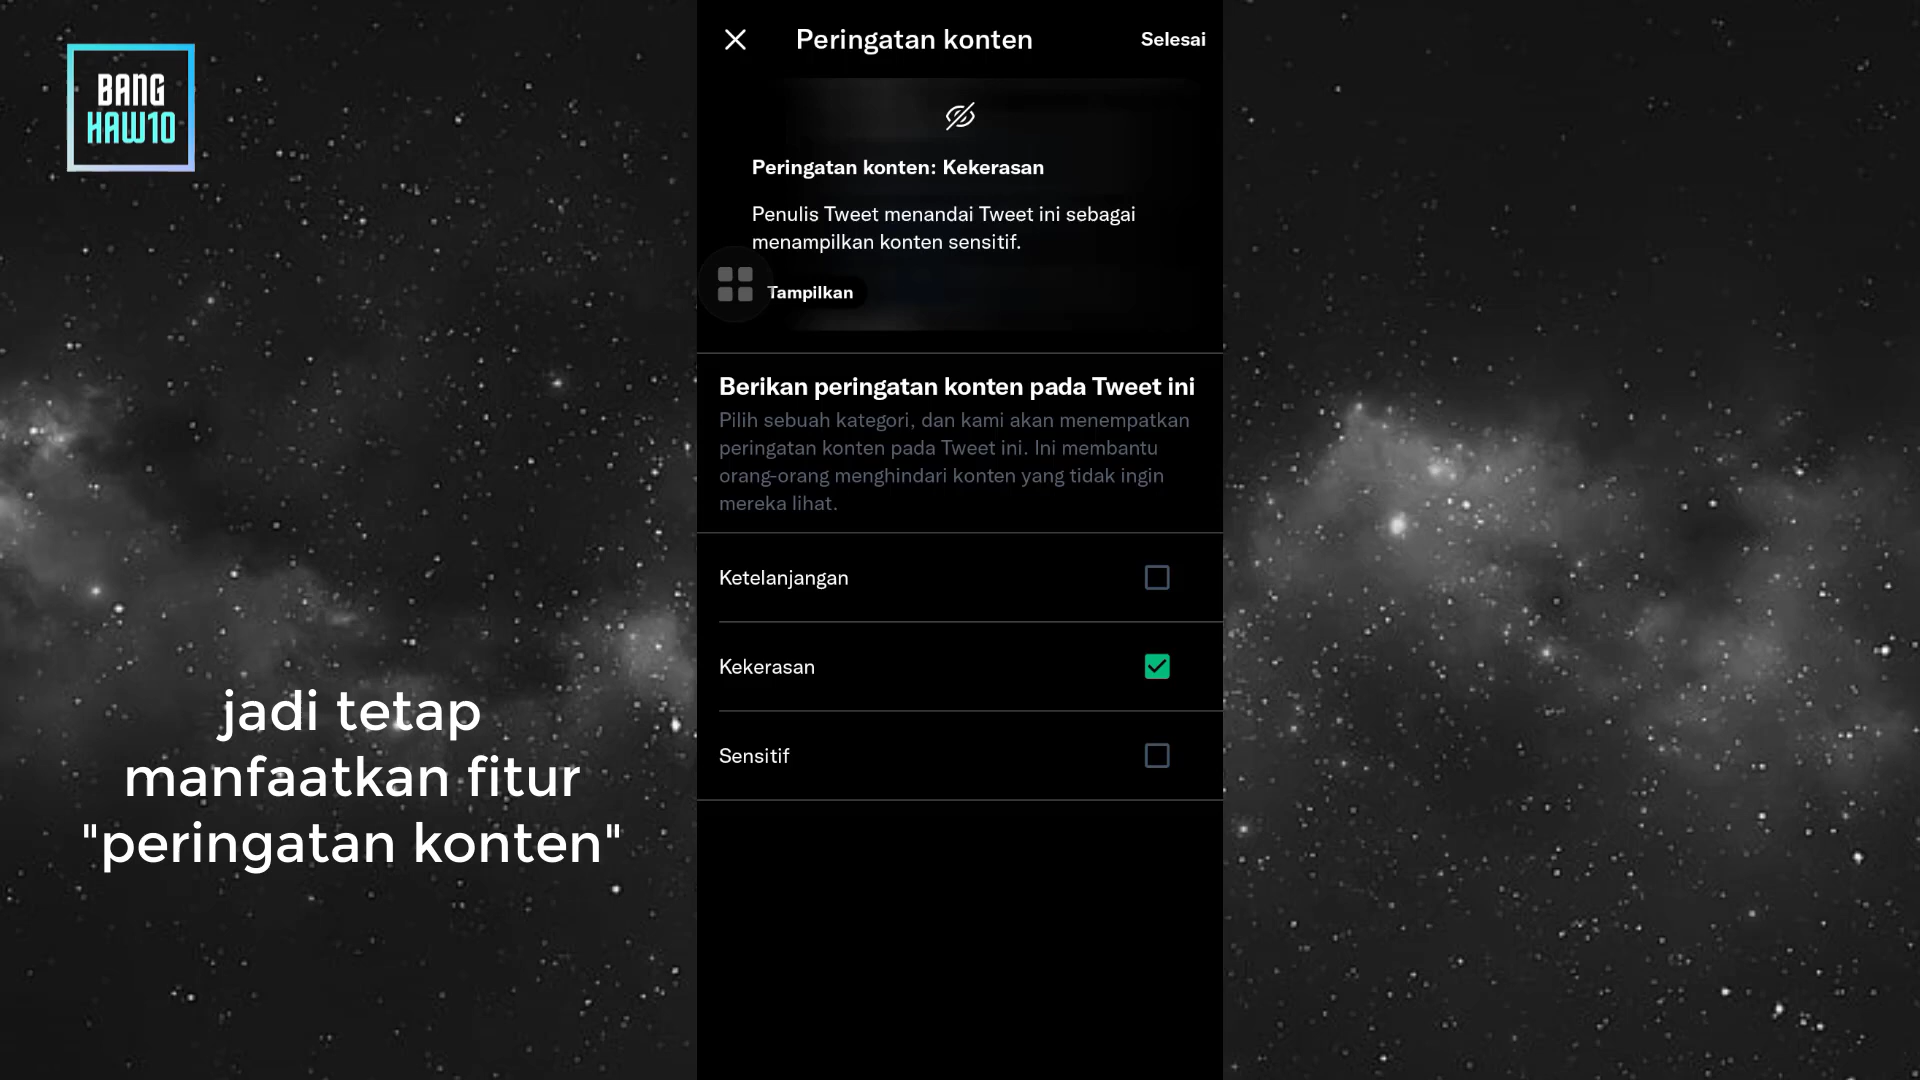 BANG
HAW10
Peringatan konten
Selesai
Peringatan konten: Kekerasan
Penulis Tweet menandai Tweet ini sebagai
menampilkan konten sensitif.
Tampilkan
Berikan peringatan konten pada Tweet ini
Pilih sebuah kategori, dan kami akan menempatkan
peringatan konten pada Tweet ini. Ini membantu
orang-orang menghindari konten yang tidak ingin
mereka lihat.
Ketelanjangan
Kekerasan
Sensitif
jadi tetap
manfaatkan fitur
"peringatan konten"